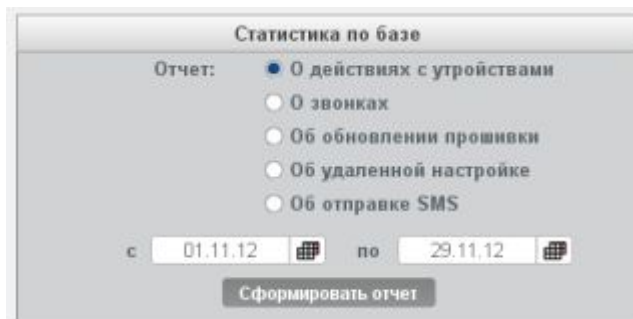 Статистика по базе
Отчет: О действиях с утройствами
О звонках
Об обновлении прошивки
Об удаленной настройке
Об отправке SMS
с 01.11.12 по 29.11.12
Сформировать отчет